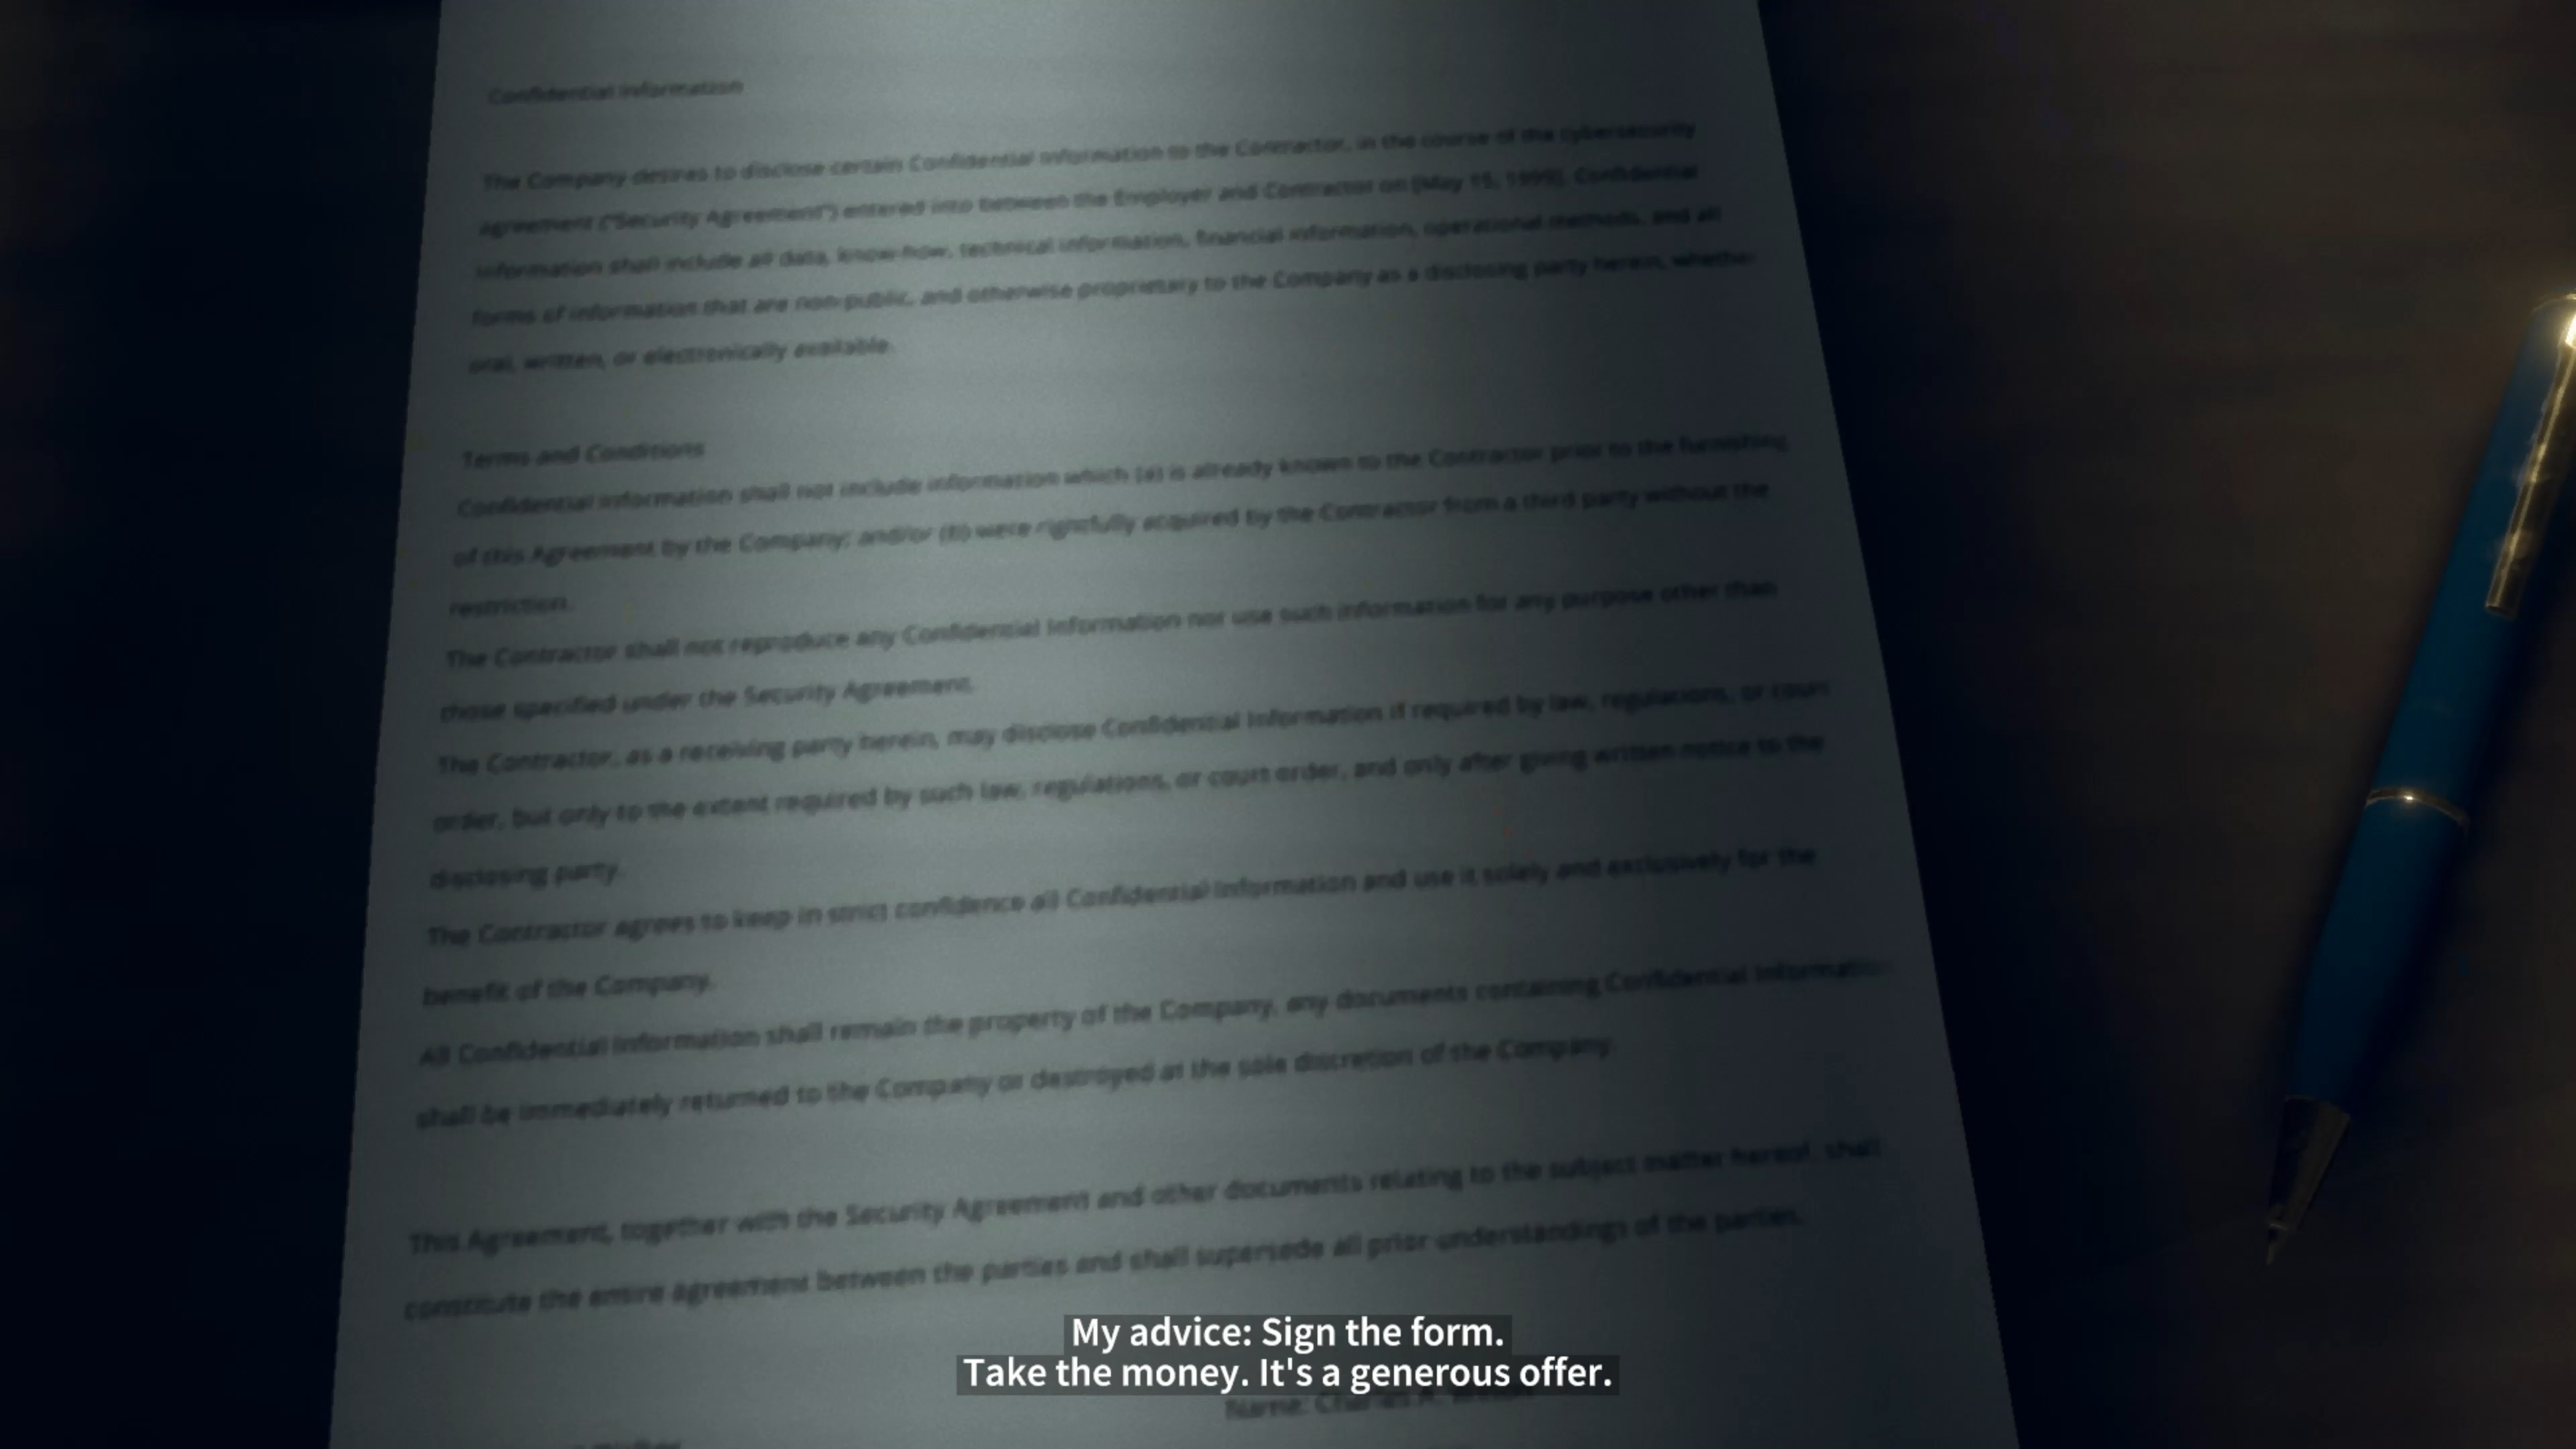 Confidential Information
The Company desires to disclose certain Confidential Information to the Contractor, in the course of the cybersecurity
agreement ("Security Agreement") entered into between the Employer and Contractor on [May 15, 1999]. Confidential
Information shall include all data, know-how, technical information, financial information, operational methods, and all
forms of information that are non-public, and otherwise proprietary to the Company as a disclosing party herein, whether
oral, written, or electronically available.
Terms and Conditions
Confidential Information shall not include information which (a) is already known to the Contractor prior to the furnishing
of this Agreement by the Company; and/or (b) were rightfully acquired by the Contractor from a third party without the
restriction.
The Contractor shall not reproduce any Confidential Information nor use such information for any purpose other than
those specified under the Security Agreement.
The Contractor, as a receiving party herein, may disclose Confidential Information if required by law, regulations, or court
order, but only to the extent required by such law, regulations, or court order, and only after giving written notice to the
disclosing party.
The Contractor agrees to keep in strict confidence all Confidential Information and use it solely and exclusively for the
benefit of the Company.
All Confidential Information shall remain the property of the Company, any documents containing Confidential Information
shall be immediately returned to the Company or destroyed at the sole discretion of the Company.
This Agreement, together with the Security Agreement and other documents relating to the subject matter hereof, shall
constitute the entire agreement between the parties and shall supersede all prior understandings of the parties.
My advice: Sign the form.
Take the money. It's a generous offer.
Name: Charles A.